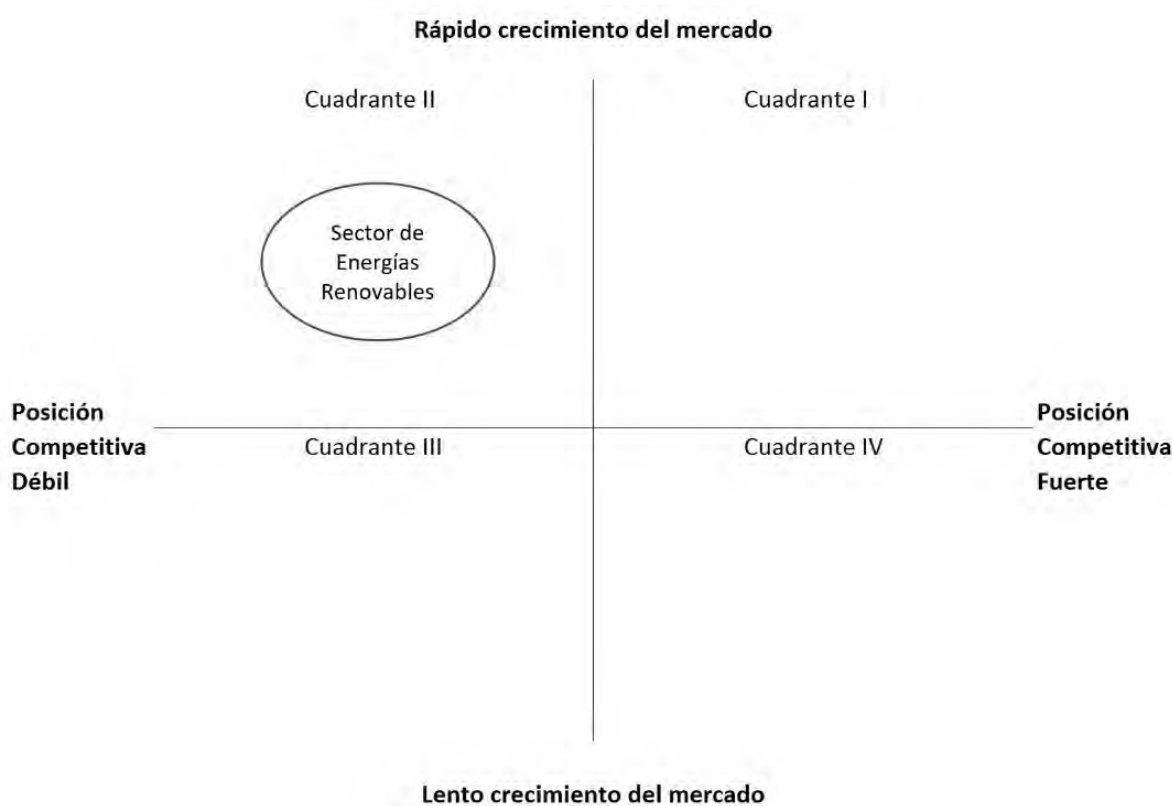 Rápido crecimiento del mercado
Cuadrante II
Cuadrante I
Sector de
Energías
Renovables
Posición
Competitiva
Débil
Posición
Competitiva
Fuerte
Cuadrante III
Cuadrante IV
Lento crecimiento del mercado